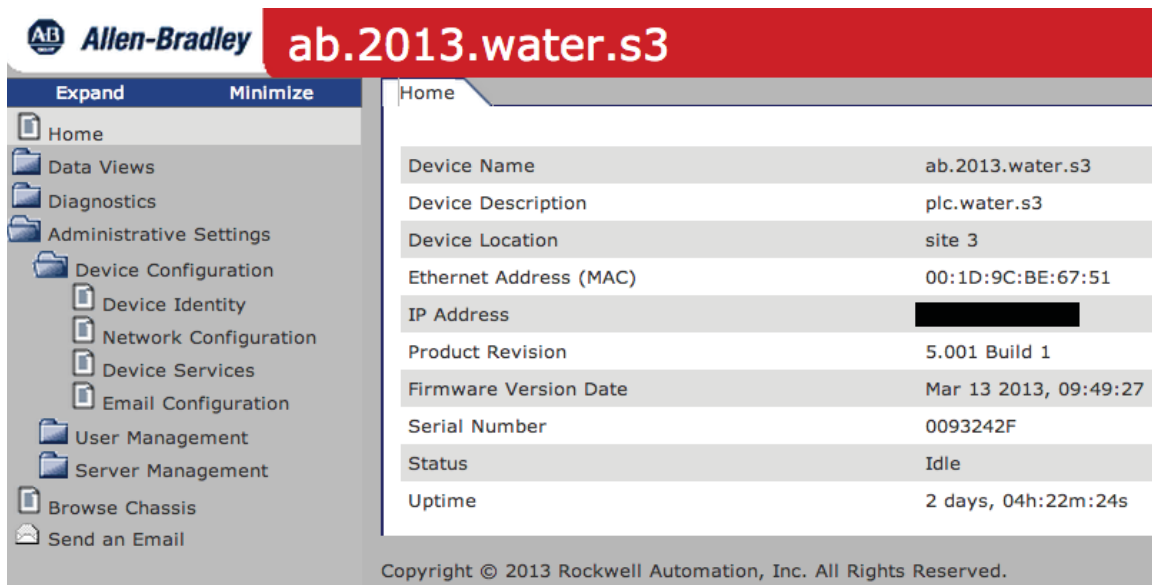 AB Allen-Bradley
ab.2013.water.s3
Expand Minimize
Home
Data Views
Diagnostics
Administrative Settings
Device Configuration
Device Identity
Network Configuration
Device Services
Email Configuration
User Management
Server Management
Browse Chassis
Send an Email
Home
Device Name ab.2013.water.s3
Device Description plc.water.s3
Device Location site 3
Ethernet Address (MAC) 00:1D:9C:BE:67:51
IP Address
Product Revision 5.001 Build 1
Firmware Version Date Mar 13 2013, 09:49:27
Serial Number 0093242F
Status Idle
Uptime 2 days, 04h:22m:24s
Copyright © 2013 Rockwell Automation, Inc. All Rights Reserved.